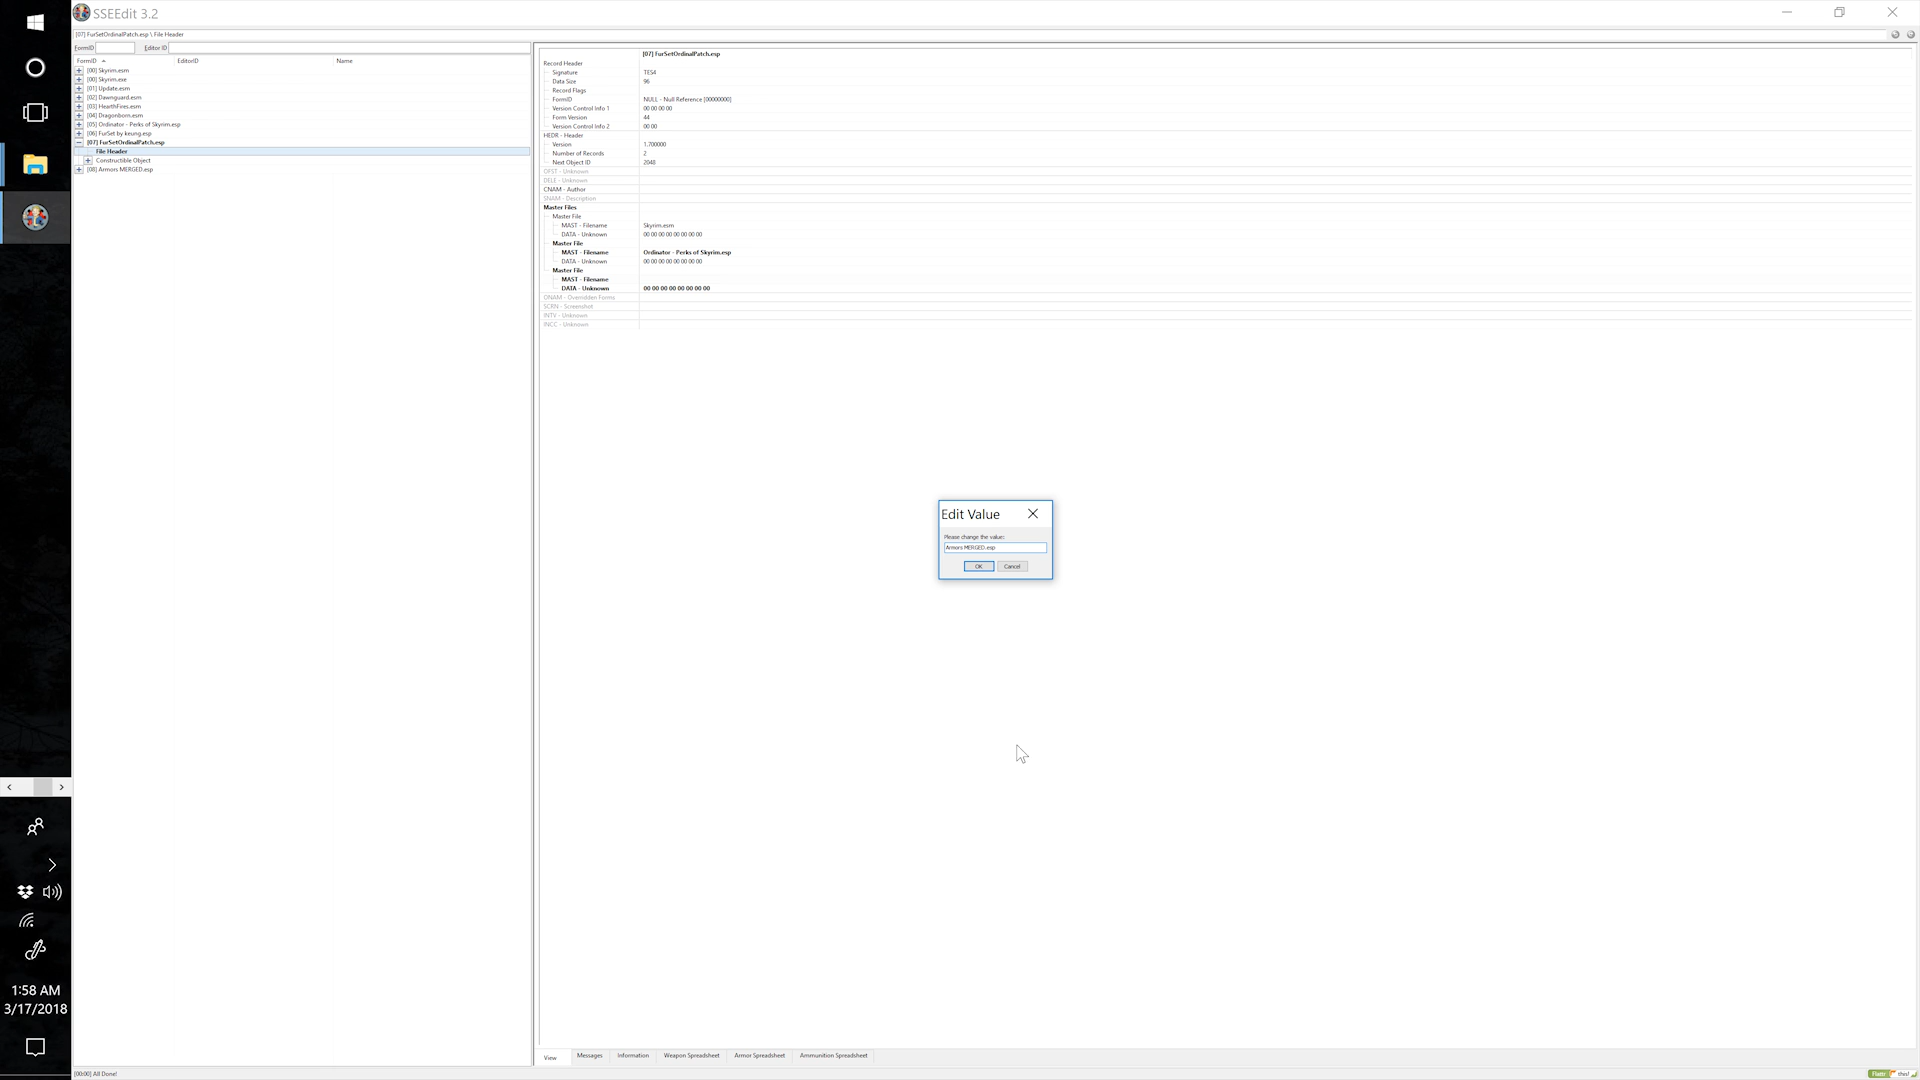 SSEEdit 3.2
[07] FurSetOrdinalPatch.esp \ File Header
FormID
Editor ID
FormID EditorID Name
[00] Skyrim.esm
[00] Skyrim.exe
[01] Update.esm
[02] Dawnguard.esm
[03] HearthFires.esm
[04] Dragonborn.esm
[05] Ordinator - Perks of Skyrim.esp
[06] FurSet by keung.esp
[07] FurSetOrdinalPatch.esp
File Header
Constructible Object
[08] Armors MERGED.esp
[07] FurSetOrdinalPatch.esp
Record Header
Signature TES4
Data Size 96
Record Flags
FormID NULL - Null Reference [00000000]
Version Control Info 1 00 00 00 00
Form Version 44
Version Control Info 2 00 00
HEDR - Header
Version 1.700000
Number of Records 2
Next Object ID 2048
OFST - Unknown
DELE - Unknown
CNAM - Author
SNAM - Description
Master Files
Master File
MAST - Filename Skyrim.esm
DATA - Unknown 00 00 00 00 00 00 00 00
Master File
MAST - Filename Ordinator - Perks of Skyrim.esp
DATA - Unknown 00 00 00 00 00 00 00 00
Master File
MAST - Filename
DATA - Unknown 00 00 00 00 00 00 00 00
ONAM - Overridden Forms
SCRN - Screenshot
INTV - Unknown
INCC - Unknown
Edit Value
Please change the value:
Armors MERGED.esp
OK Cancel
View Messages Information Weapon Spreadsheet Armor Spreadsheet Ammunition Spreadsheet
[00:00] All Done!
Flattr this!
1:58 AM
3/17/2018